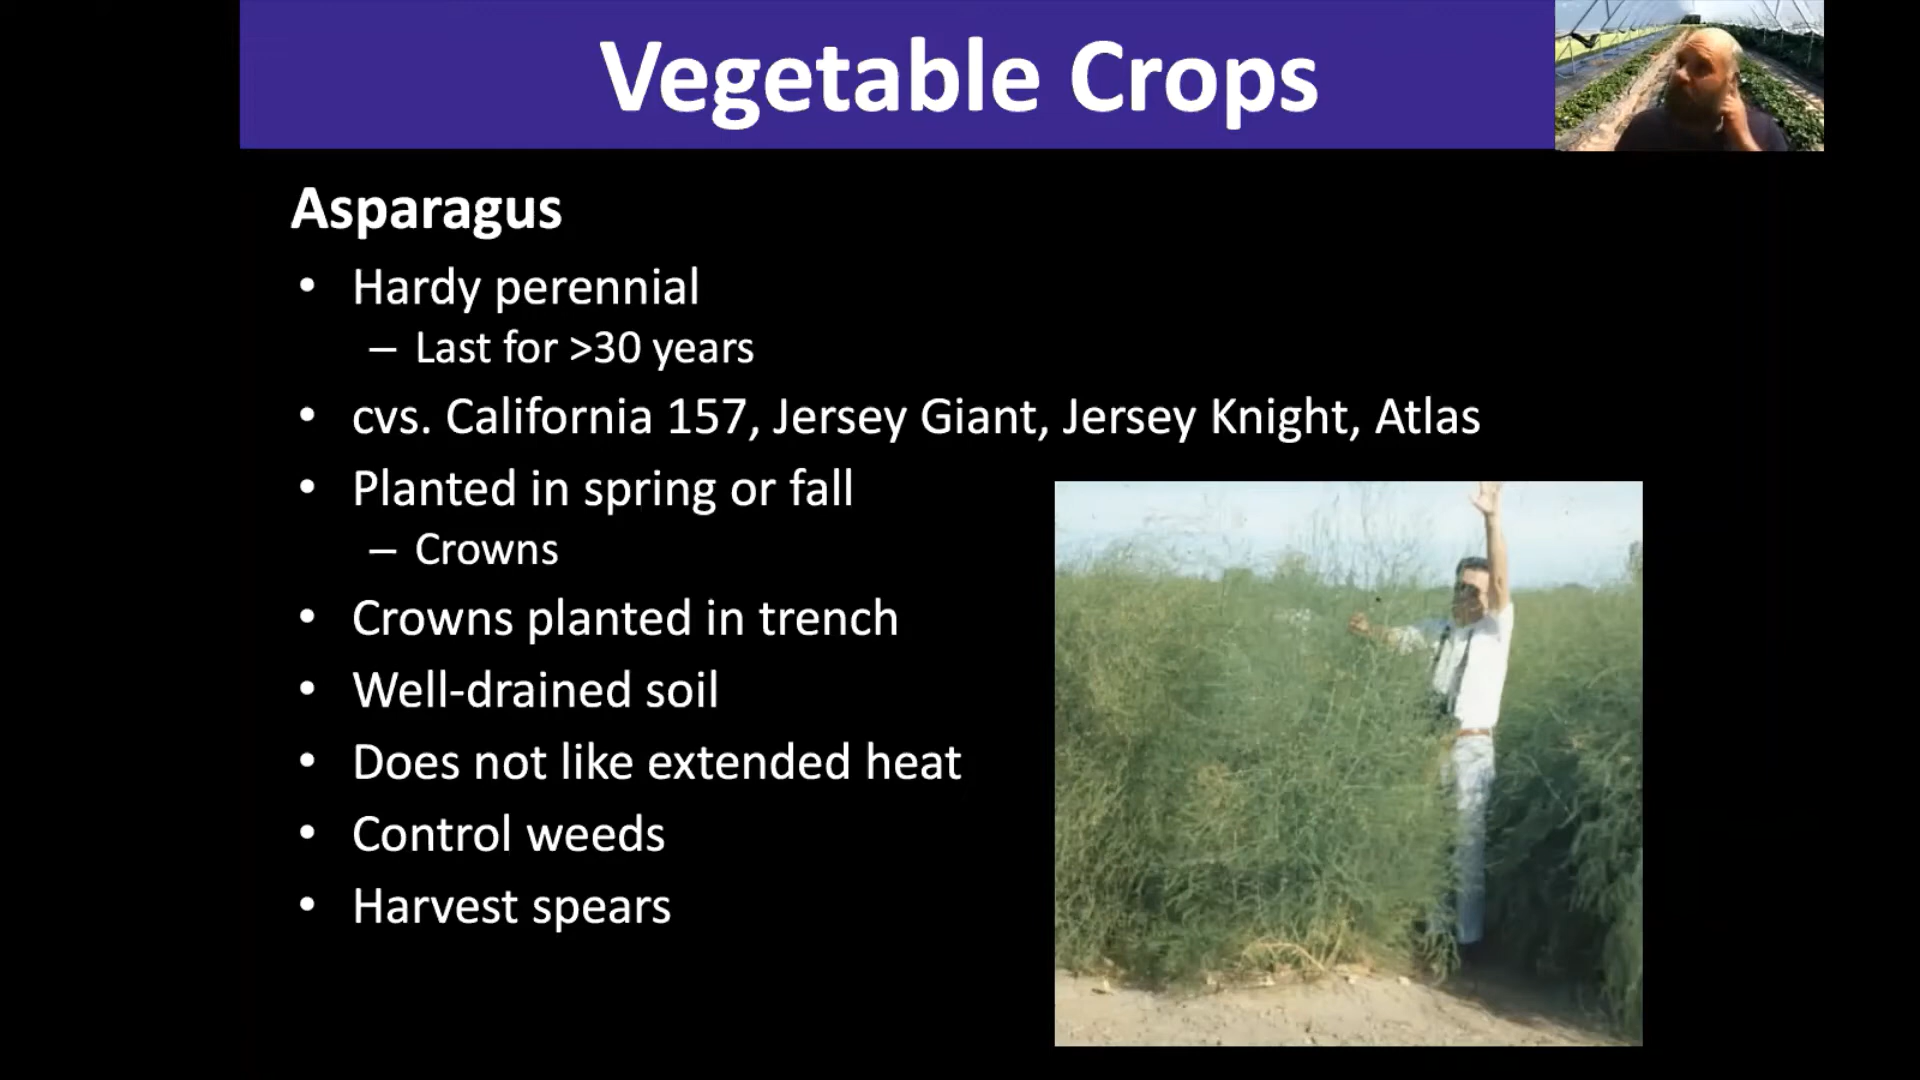 Vegetable Crops
Asparagus
• Hardy perennial
– Last for >30 years
• cvs. California 157, Jersey Giant, Jersey Knight, Atlas
• Planted in spring or fall
– Crowns
• Crowns planted in trench
• Well-drained soil
• Does not like extended heat
• Control weeds
• Harvest spears